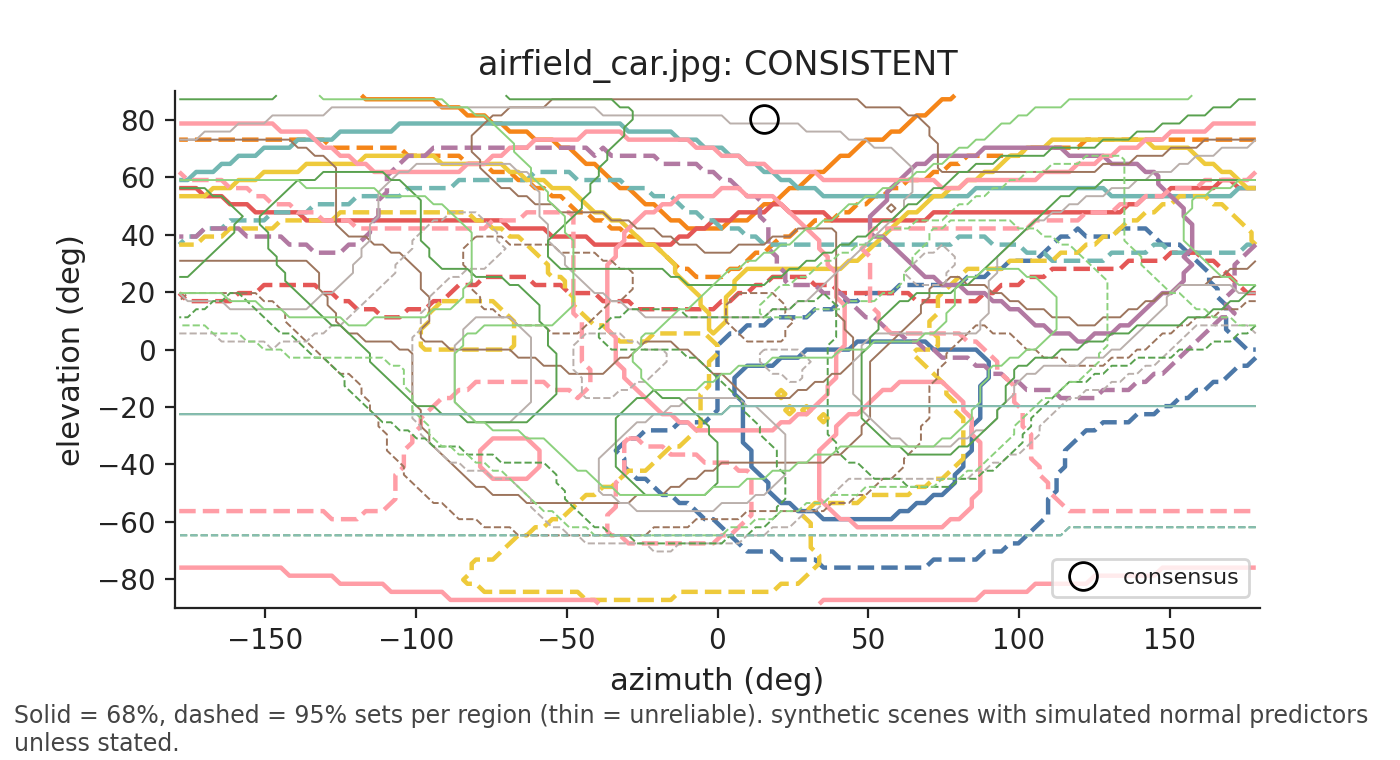 airfield_car.jpg: CONSISTENT
80
60
40
20
0
−20
−40
−60
−80
elevation (deg)
−150
−100
−50
0
50
100
150
azimuth (deg)
consensus
Solid = 68%, dashed = 95% sets per region (thin = unreliable). synthetic scenes with simulated normal predictors
unless stated.